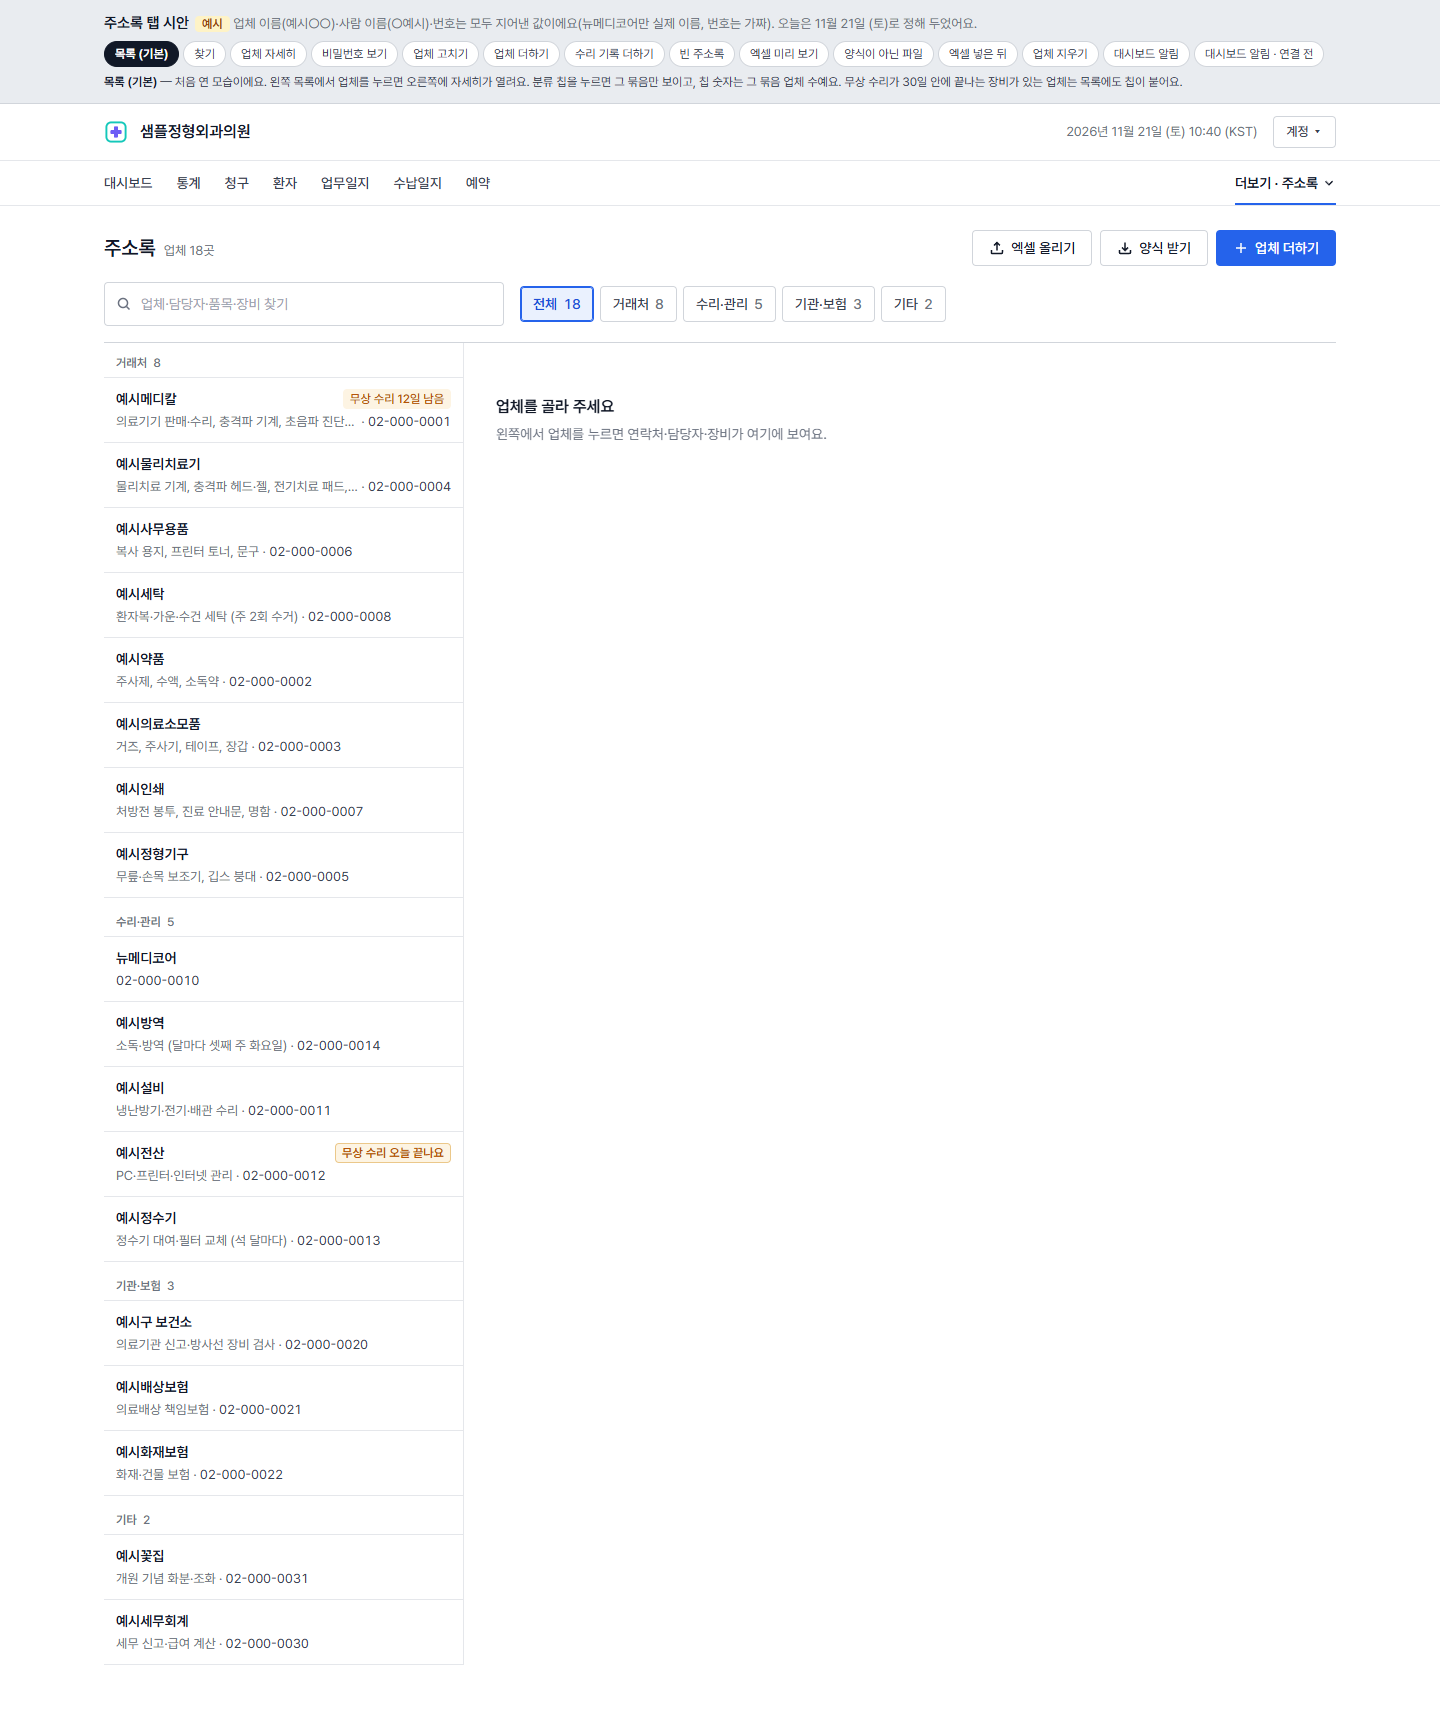 주소록 탭 시안 예시 업체 이름(예시○○)·사람 이름(○예시)·번호는 모두 지어낸 값이에요(뉴메디코어만 실제 이름, 번호는 가짜). 오늘은 11월 21일 (토)로 정해 두었어요.
목록 (기본) 찾기 업체 자세히 비밀번호 보기 업체 고치기 업체 더하기 수리 기록 더하기 빈 주소록 엑셀 미리 보기 양식이 아닌 파일 엑셀 넣은 뒤 업체 지우기 대시보드 알림 대시보드 알림 · 연결 전
목록 (기본) — 처음 연 모습이에요. 왼쪽 목록에서 업체를 누르면 오른쪽에 자세히가 열려요. 분류 칩을 누르면 그 묶음만 보이고, 칩 숫자는 그 묶음 업체 수예요. 무상 수리가 30일 안에 끝나는 장비가 있는 업체는 목록에도 칩이 붙어요.
샘플정형외과의원 2026년 11월 21일 (토) 10:40 (KST) 계정
대시보드 통계 청구 환자 업무일지 수납일지 예약 더보기 · 주소록
주소록 업체 18곳 엑셀 올리기 양식 받기 업체 더하기
업체·담당자·품목·장비 찾기 전체 18 거래처 8 수리·관리 5 기관·보험 3 기타 2
거래처 8
예시메디칼 무상 수리 12일 남음
의료기기 판매·수리, 충격파 기계, 초음파 진단… · 02-000-0001
업체를 골라 주세요
왼쪽에서 업체를 누르면 연락처·담당자·장비가 여기에 보여요.
예시물리치료기
물리치료 기계, 충격파 헤드·젤, 전기치료 패드,… · 02-000-0004
예시사무용품
복사 용지, 프린터 토너, 문구 · 02-000-0006
예시세탁
환자복·가운·수건 세탁 (주 2회 수거) · 02-000-0008
예시약품
주사제, 수액, 소독약 · 02-000-0002
예시의료소모품
거즈, 주사기, 테이프, 장갑 · 02-000-0003
예시인쇄
처방전 봉투, 진료 안내문, 명함 · 02-000-0007
예시정형기구
무릎·손목 보조기, 깁스 붕대 · 02-000-0005
수리·관리 5
뉴메디코어
02-000-0010
예시방역
소독·방역 (달마다 셋째 주 화요일) · 02-000-0014
예시설비
냉난방기·전기·배관 수리 · 02-000-0011
예시전산 무상 수리 오늘 끝나요
PC·프린터·인터넷 관리 · 02-000-0012
예시정수기
정수기 대여·필터 교체 (석 달마다) · 02-000-0013
기관·보험 3
예시구 보건소
의료기관 신고·방사선 장비 검사 · 02-000-0020
예시배상보험
의료배상 책임보험 · 02-000-0021
예시화재보험
화재·건물 보험 · 02-000-0022
기타 2
예시꽃집
개원 기념 화분·조화 · 02-000-0031
예시세무회계
세무 신고·급여 계산 · 02-000-0030